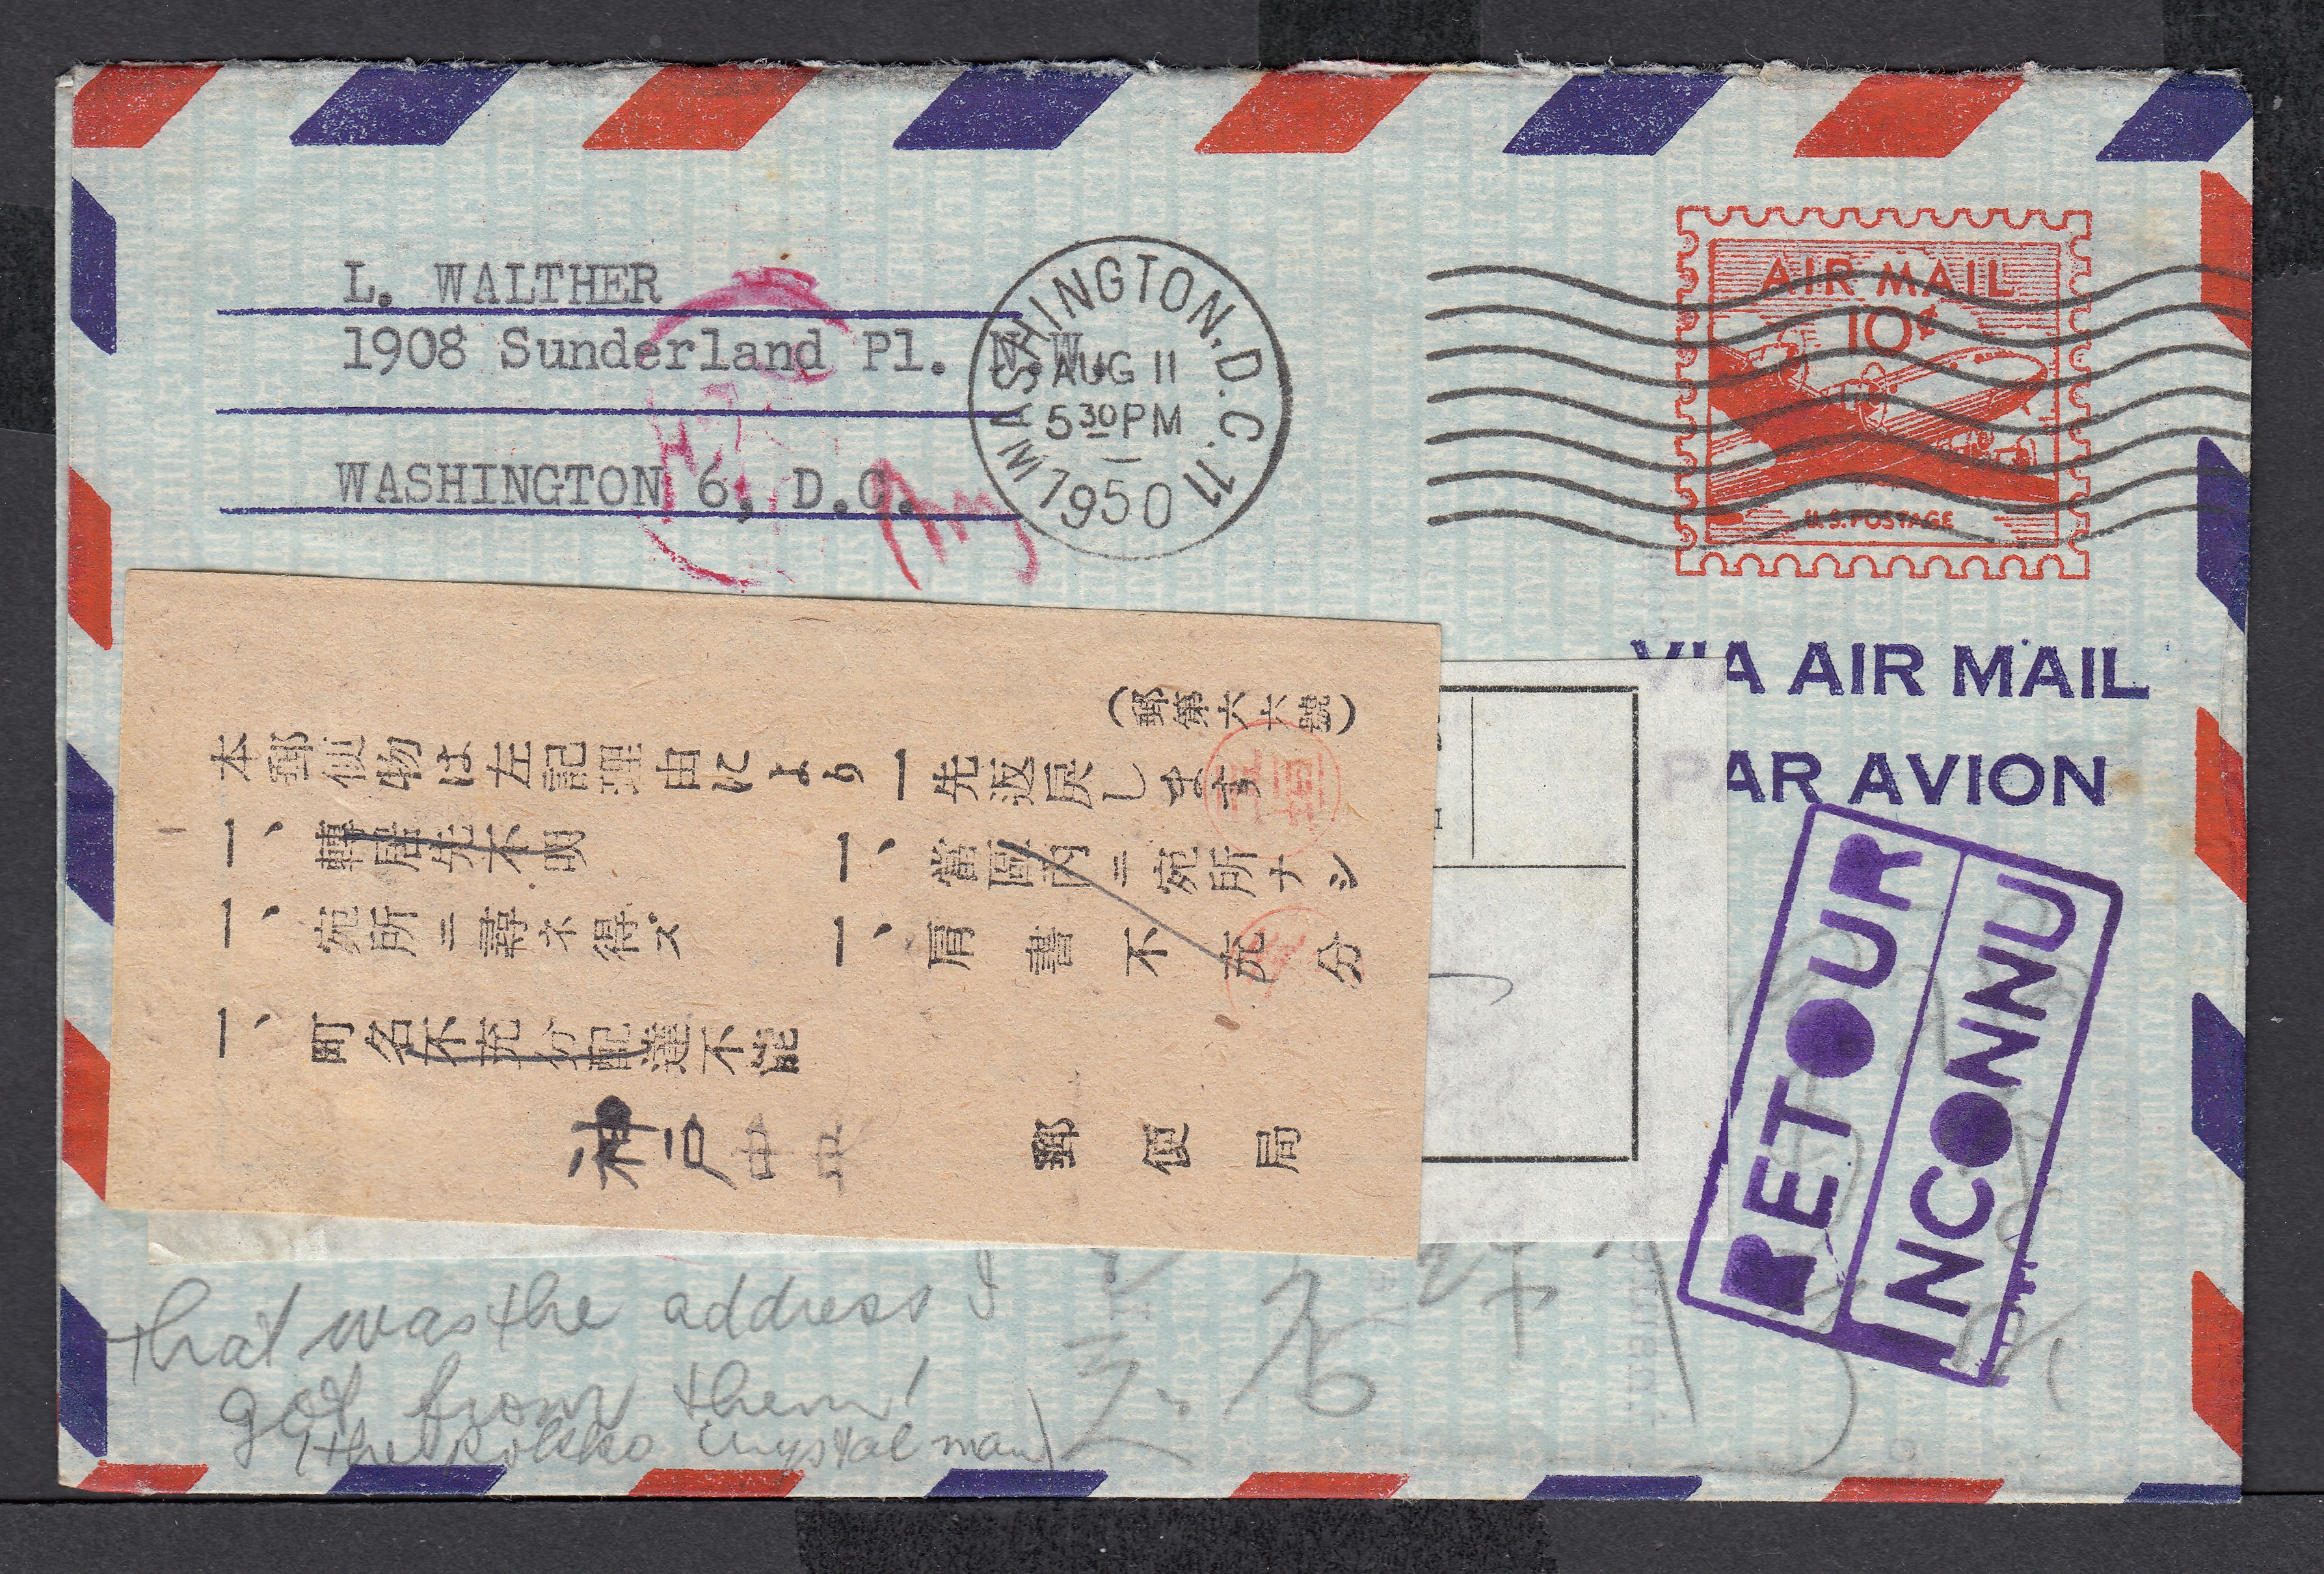 L. WALTHER
1908 Sunderland Pl. N.W.
WASHINGTON 6, D.C.
WASHINGTON, D.C. 11
AUG 11
5 30 PM
1950
AIR MAIL
10¢
U.S. POSTAGE
VIA AIR MAIL
PAR AVION
RETOUR
INCONNU
(郵第六六號)
本郵便物は左記理由により一先返戻します
一、轉居先不明
一、當區內ニ宛所ナシ
一、宛所ニ尋ネ得ズ
一、肩書不充分
一、町名不充分配達不能
神戸中央 郵便局
That was the address I
got from them!
(the crystal man)